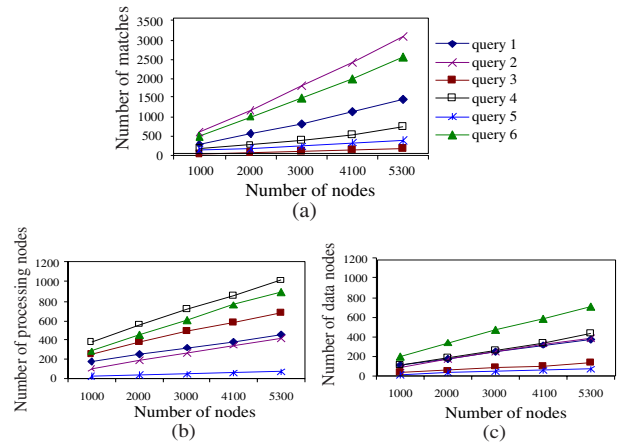 Number of matches
3500
3000
2500
2000
1500
1000
500
0
1000 2000 3000 4100 5300
Number of nodes
query 1
query 2
query 3
query 4
query 5
query 6
(a)
Number of processing nodes
1200
1000
800
600
400
200
0
1000 2000 3000 4100 5300
Number of nodes
(b)
Number of data nodes
1200
1000
800
600
400
200
0
1000 2000 3000 4100 5300
Number of nodes
(c)